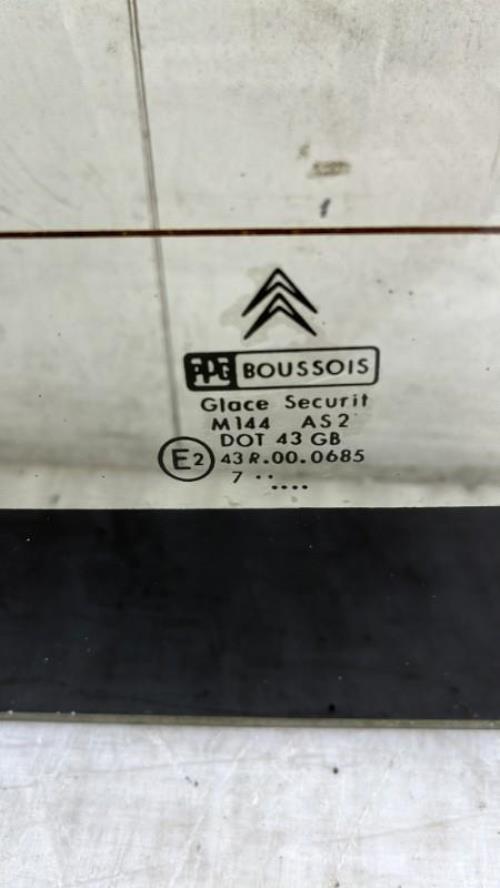 PPG BOUSSOIS
Glace Securit
M144 AS2
DOT 43 GB
E2 43R.00.0685
7 .. ....